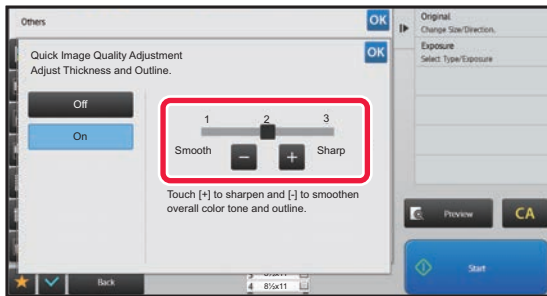 Others
OK
Original
Change Size/Direction.
Exposure
Select Type/Exposure
Quick Image Quality Adjustment
Adjust Thickness and Outline.
OK
Off
On
1 2 3
Smooth - + Sharp
Touch [+] to sharpen and [-] to smoothen
overall color tone and outline.
Preview
CA
Start
Back
4 8½x11